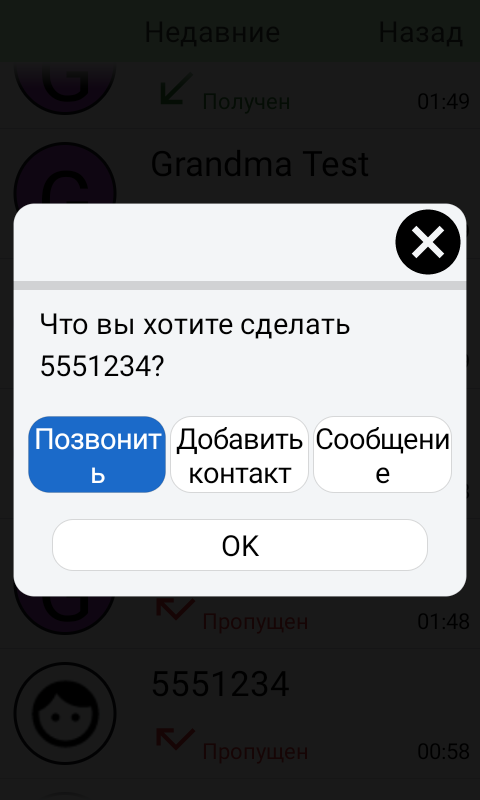 Недавние Назад
G
Получен 01:49
Grandma Test
G
Что вы хотите сделать
5551234?
Позвонит
ь
Добавить
контакт
Сообщени
е
OK
G
Пропущен 01:48
5551234
Пропущен 00:58